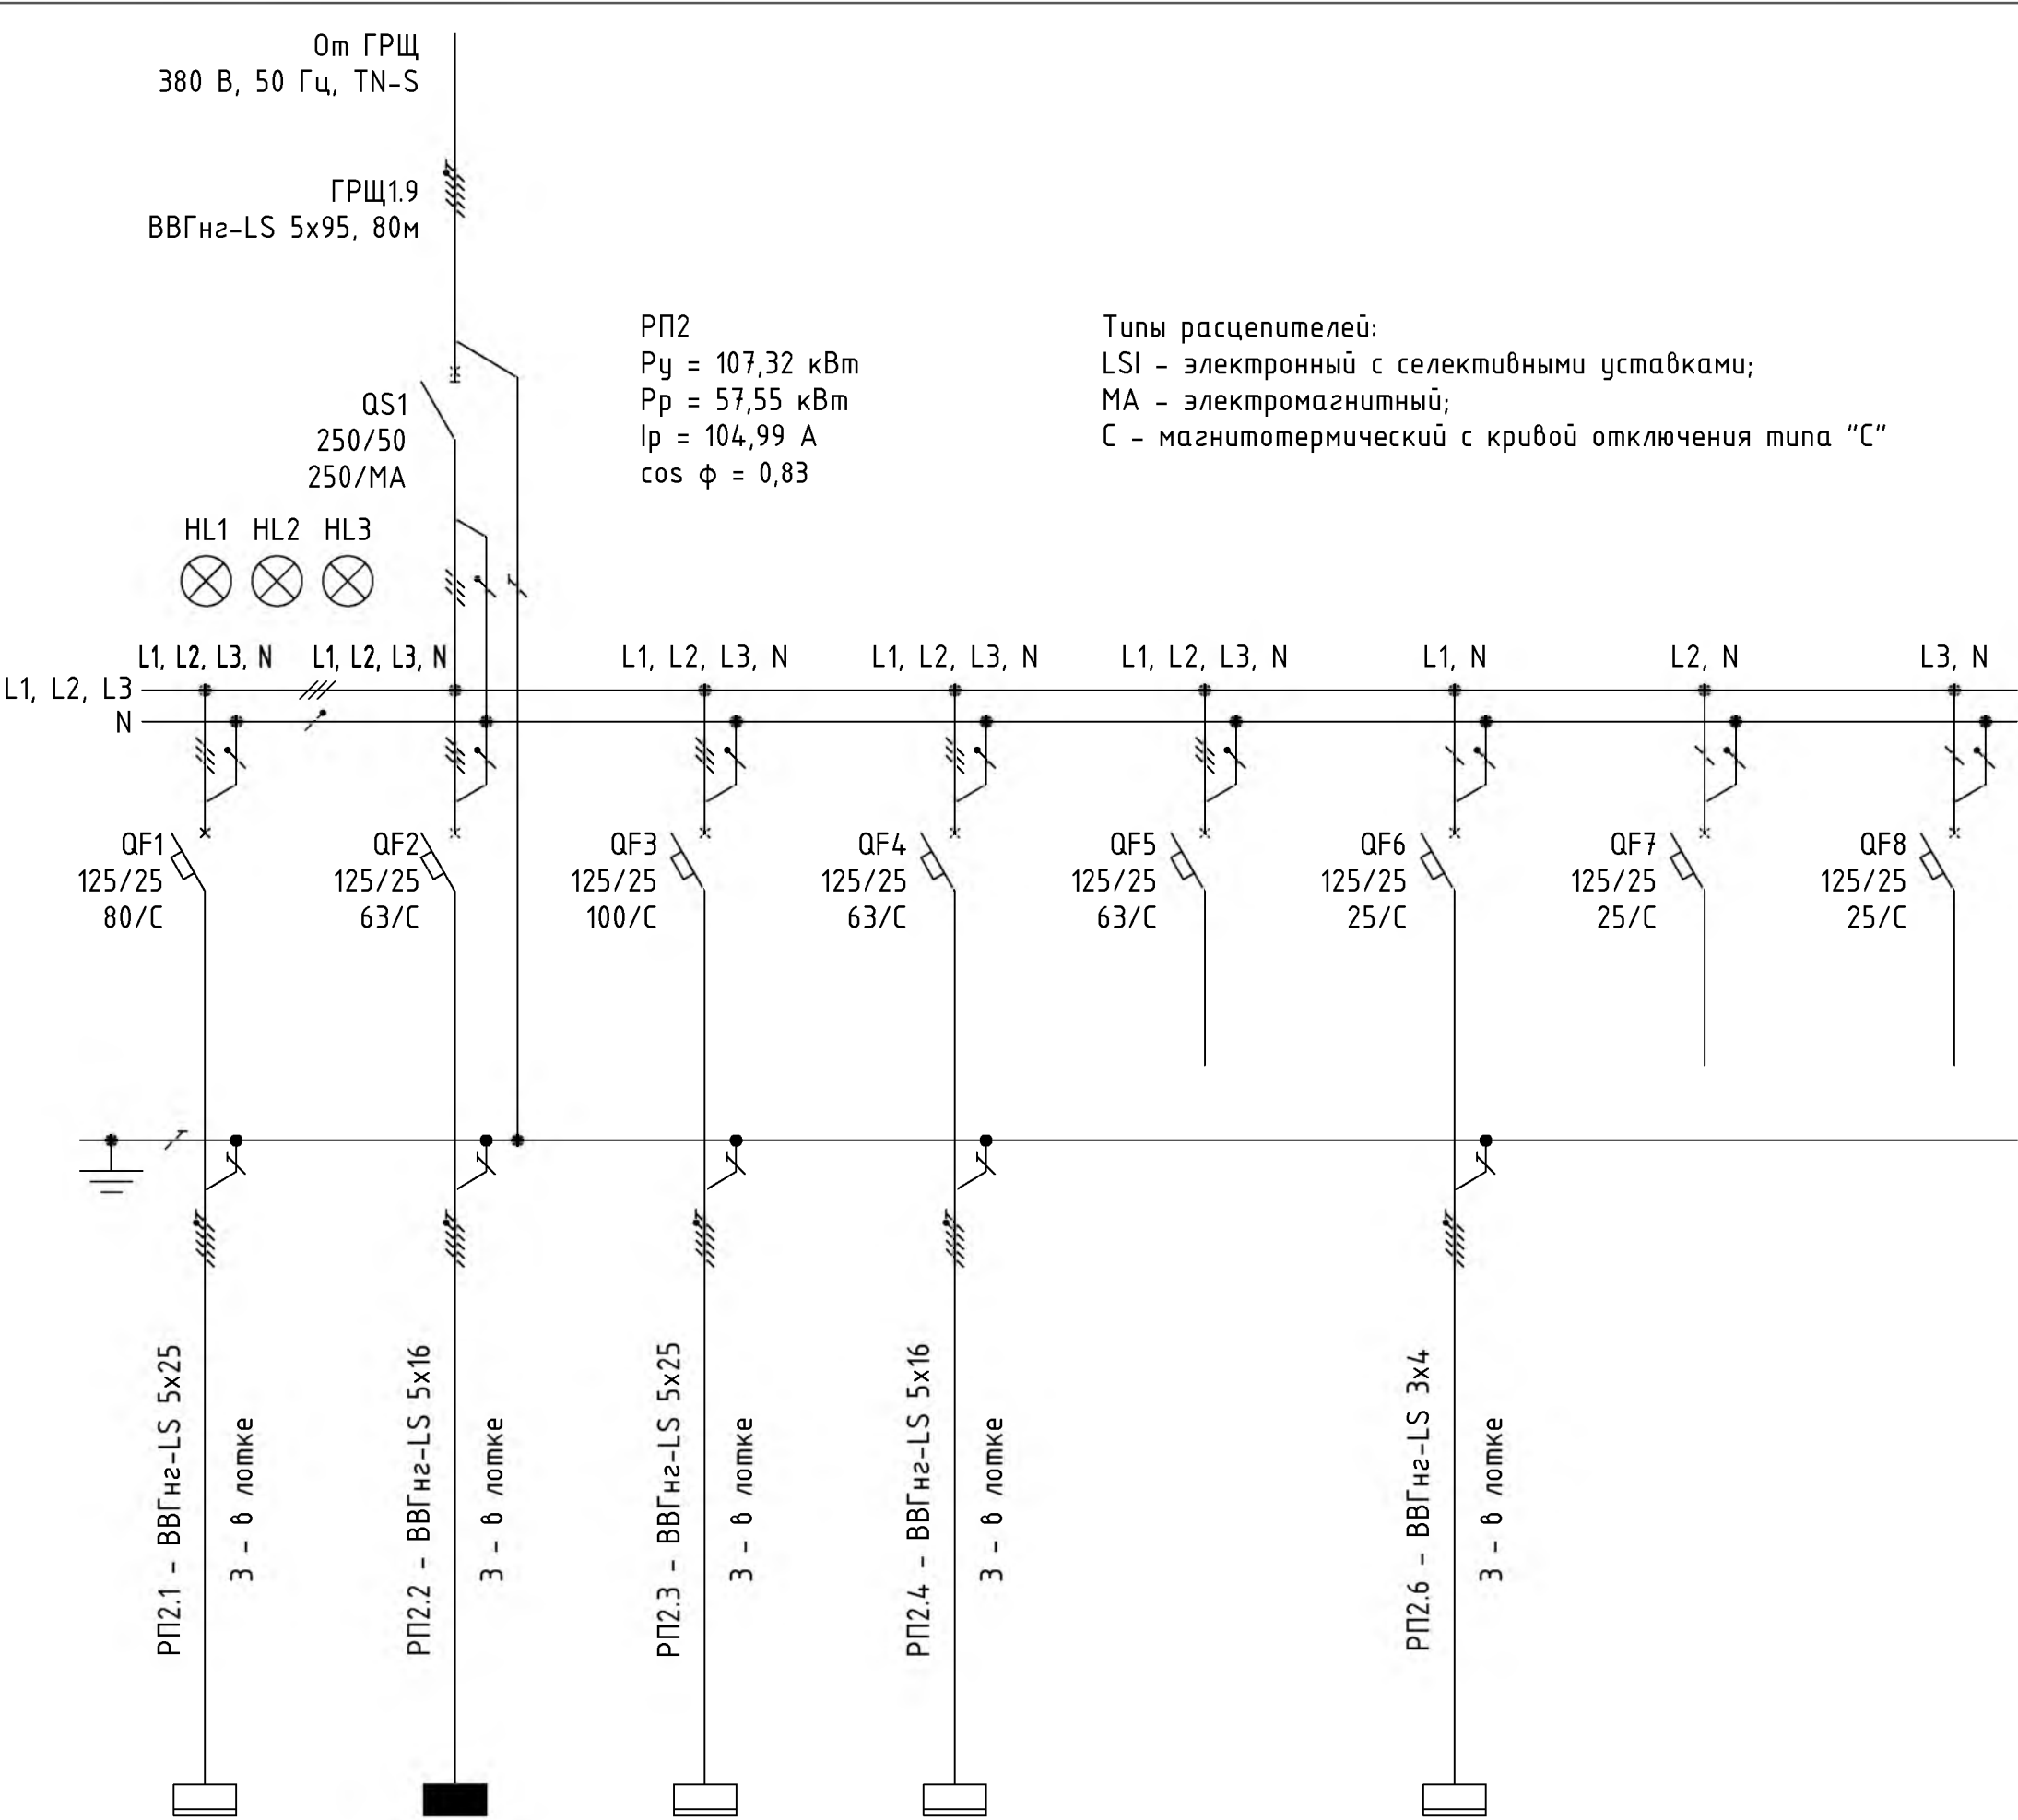 От ГРЩ
380 В, 50 Гц, TN-S
ГРЩ1.9
ВВГнг-LS 5х95, 80м
РП2
Ру = 107,32 кВт
Рр = 57,55 кВт
Iр = 104,99 А
cos φ = 0,83
Типы расцепителей:
LSI - электронный с селективными уставками;
МА - электромагнитный;
С - магнитотермический с кривой отключения типа "С"
QS1
250/50
250/МА
HL1 HL2 HL3
L1, L2, L3, N L1, L2, L3, N L1, L2, L3, N L1, L2, L3, N L1, L2, L3, N L1, N L2, N L3, N
L1, L2, L3
N
QF1 QF2 QF3 QF4 QF5 QF6 QF7 QF8
125/25 125/25 125/25 125/25 125/25 125/25 125/25 125/25
80/С 63/С 100/С 63/С 63/С 25/С 25/С 25/С
РП2.1 - ВВГнг-LS 5х25
3 - в лотке
РП2.2 - ВВГнг-LS 5х16
3 - в лотке
РП2.3 - ВВГнг-LS 5х25
3 - в лотке
РП2.4 - ВВГнг-LS 5х16
3 - в лотке
РП2.6 - ВВГнг-LS 3х4
3 - в лотке